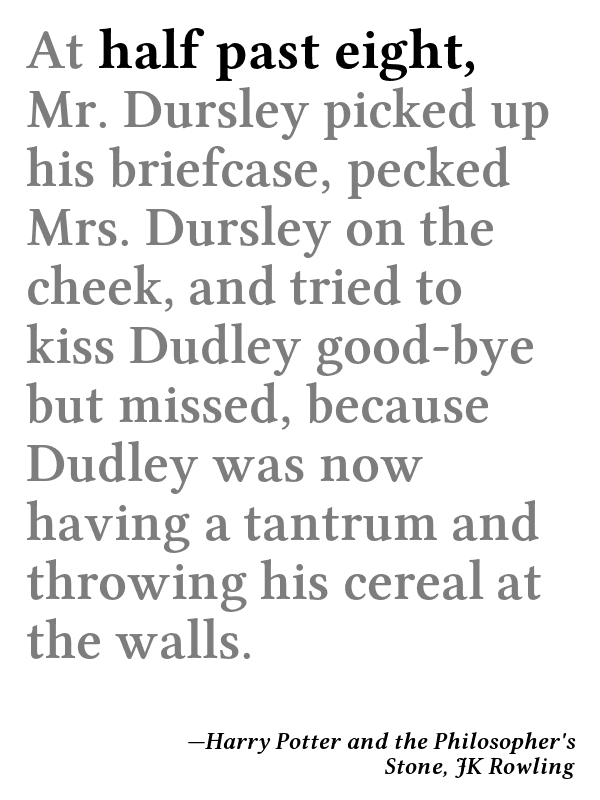 At half past eight,
Mr. Dursley picked up
his briefcase, pecked
Mrs. Dursley on the
cheek, and tried to
kiss Dudley good-bye
but missed, because
Dudley was now
having a tantrum and
throwing his cereal at
the walls.
—Harry Potter and the Philosopher's
Stone, JK Rowling